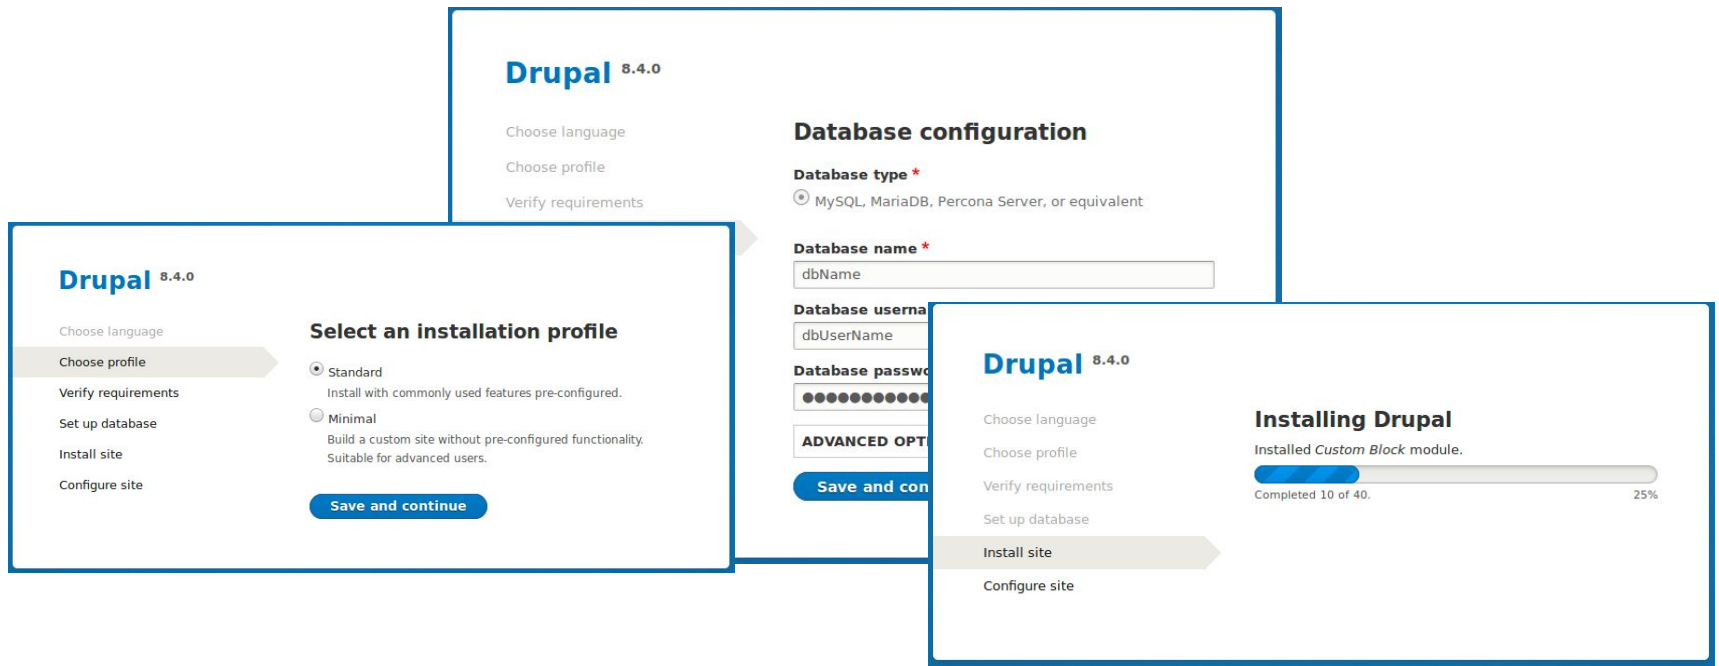 Drupal 8.4.0
Choose language
Choose profile
Verify requirements
Database configuration
Database type *
MySQL, MariaDB, Percona Server, or equivalent
Database name *
dbName
Database userna
dbUserName
Database passwo
ADVANCED OPTI
Save and con
Drupal 8.4.0
Choose language
Choose profile
Verify requirements
Set up database
Install site
Configure site
Select an installation profile
Standard
Install with commonly used features pre-configured.
Minimal
Build a custom site without pre-configured functionality.
Suitable for advanced users.
Save and continue
Drupal 8.4.0
Choose language
Choose profile
Verify requirements
Set up database
Install site
Configure site
Installing Drupal
Installed Custom Block module.
Completed 10 of 40.
25%